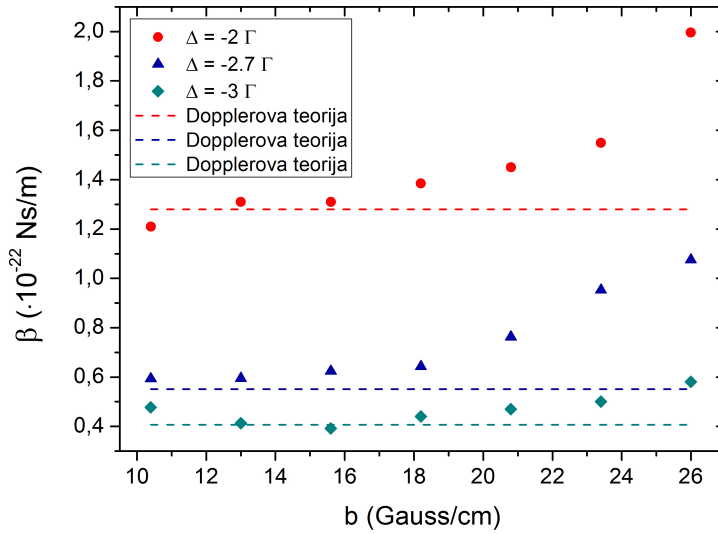 Δ = -2 Γ
Δ = -2.7 Γ
Δ = -3 Γ
Dopplerova teorija
Dopplerova teorija
Dopplerova teorija
β (·10⁻²² Ns/m)
2,0
1,8
1,6
1,4
1,2
1,0
0,8
0,6
0,4
10 12 14 16 18 20 22 24 26
b (Gauss/cm)